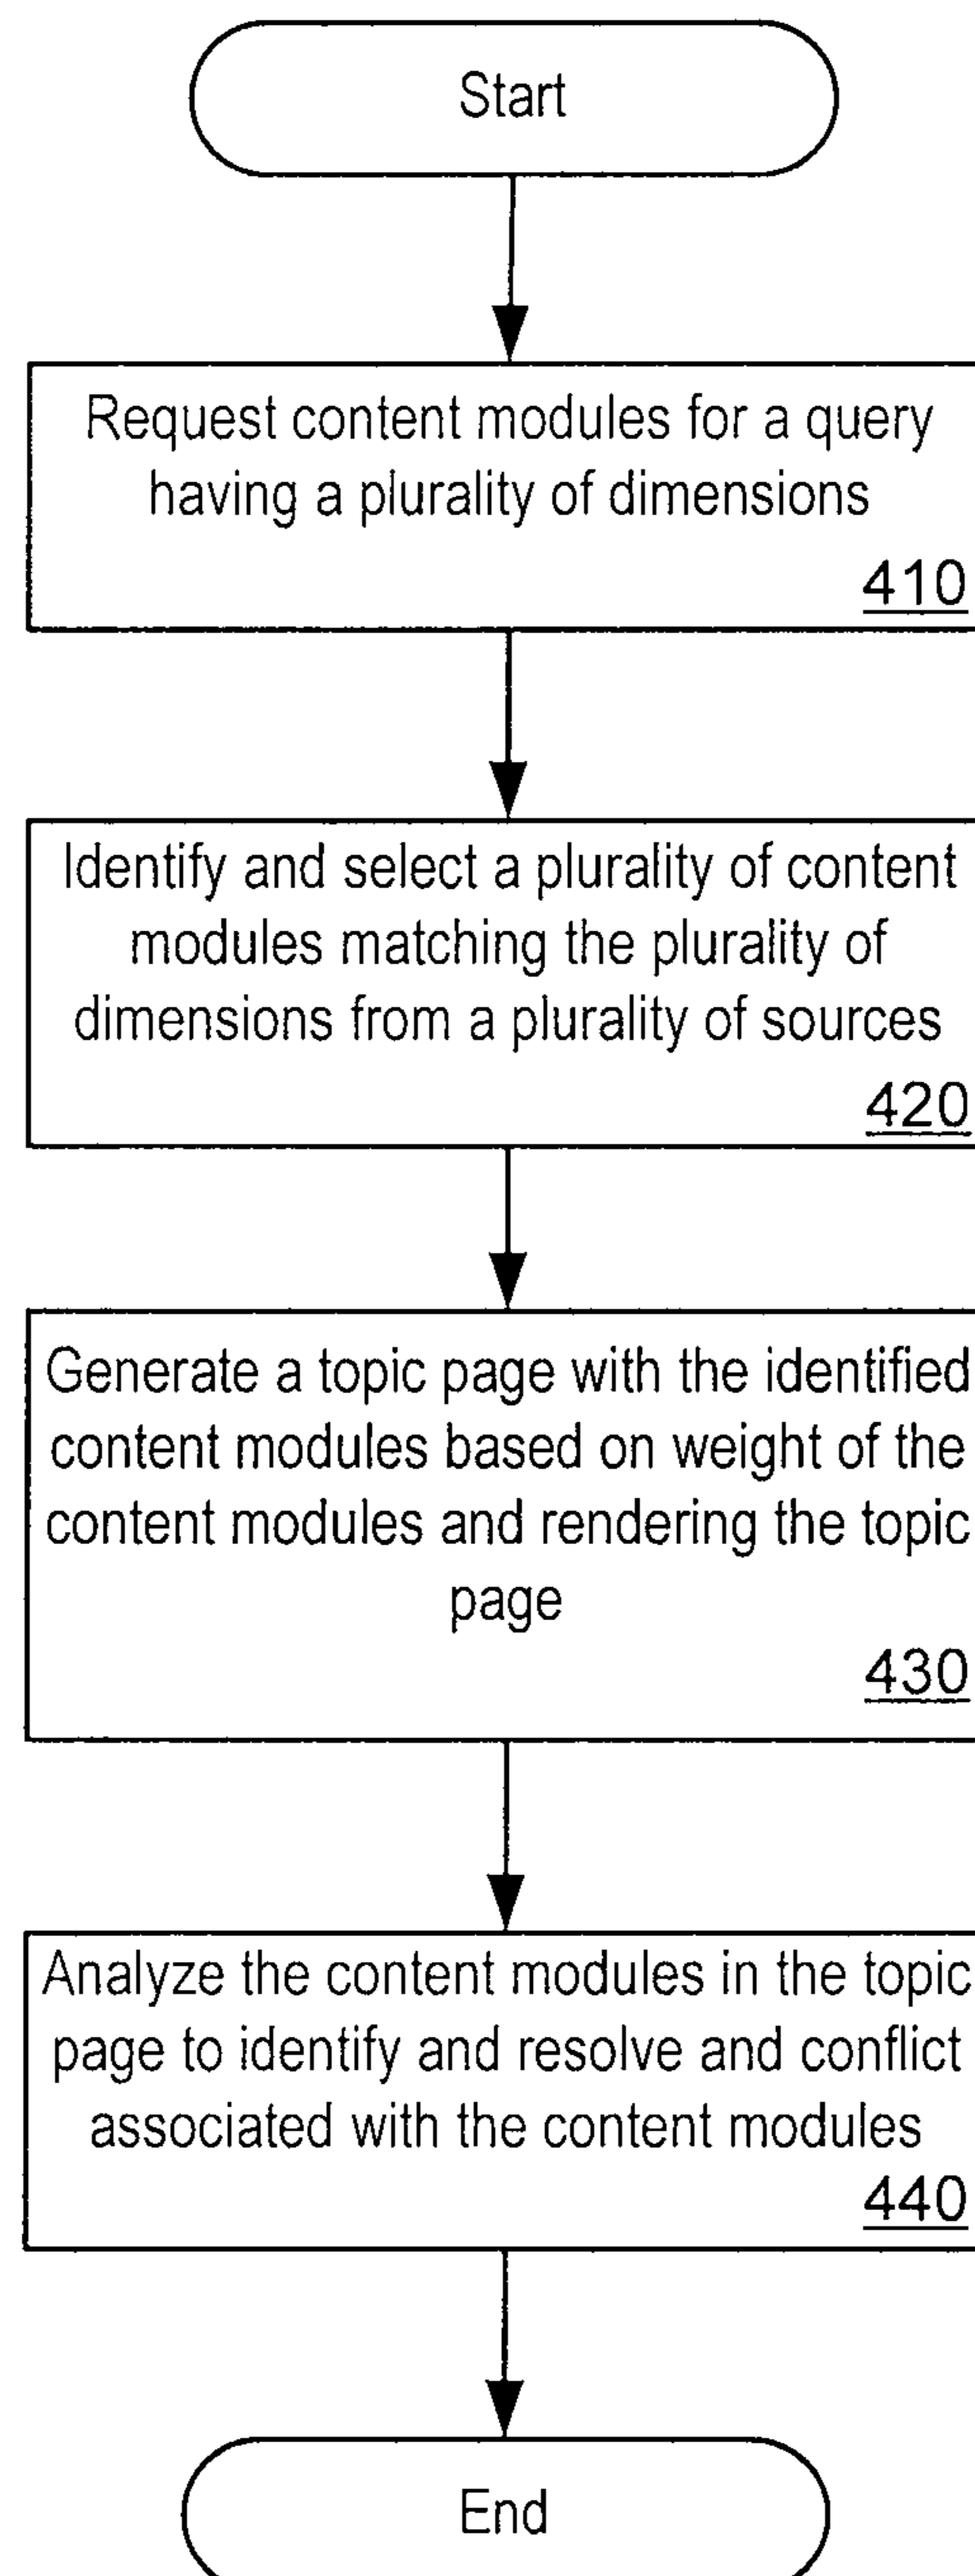 Start
Request content modules for a query
having a plurality of dimensions
410
Identify and select a plurality of content
modules matching the plurality of
dimensions from a plurality of sources
420
Generate a topic page with the identified
content modules based on weight of the
content modules and rendering the topic
page
430
Analyze the content modules in the topic
page to identify and resolve and conflict
associated with the content modules
440
End